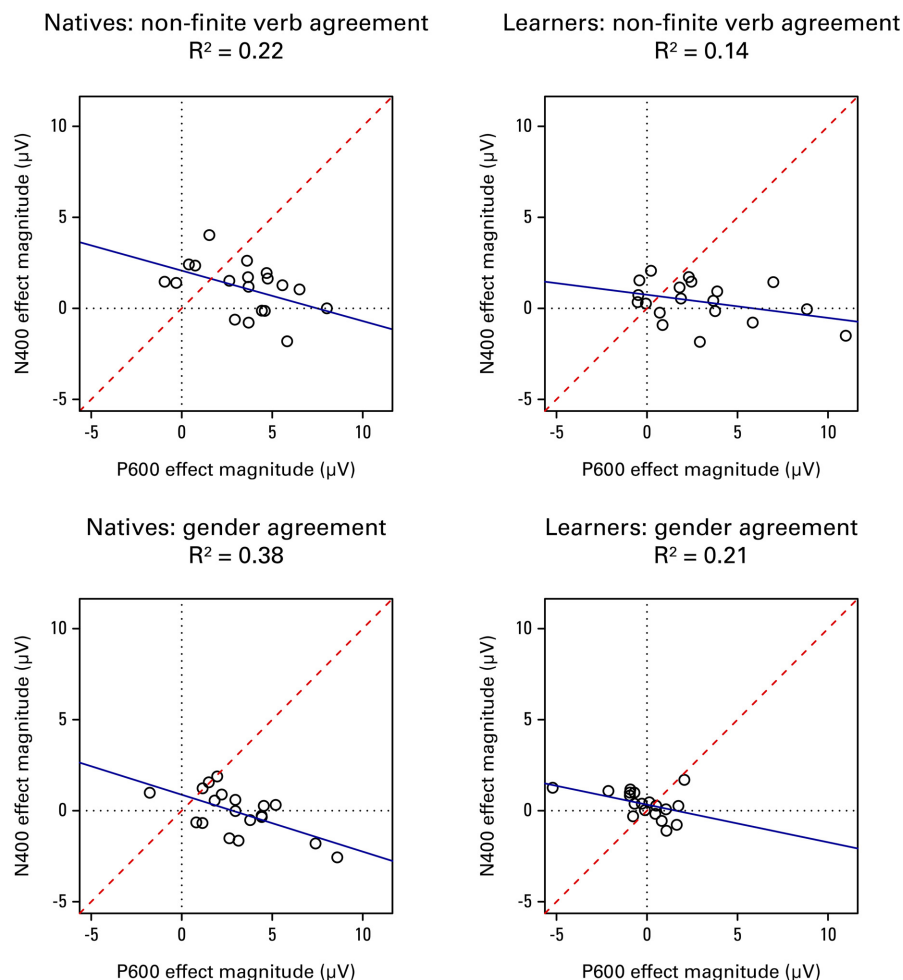 Natives: non-finite verb agreement
R² = 0.22
N400 effect magnitude (µV)
10
5
0
-5
-5 0 5 10
P600 effect magnitude (µV)
Learners: non-finite verb agreement
R² = 0.14
N400 effect magnitude (µV)
10
5
0
-5
-5 0 5 10
P600 effect magnitude (µV)
Natives: gender agreement
R² = 0.38
N400 effect magnitude (µV)
10
5
0
-5
-5 0 5 10
P600 effect magnitude (µV)
Learners: gender agreement
R² = 0.21
N400 effect magnitude (µV)
10
5
0
-5
-5 0 5 10
P600 effect magnitude (µV)